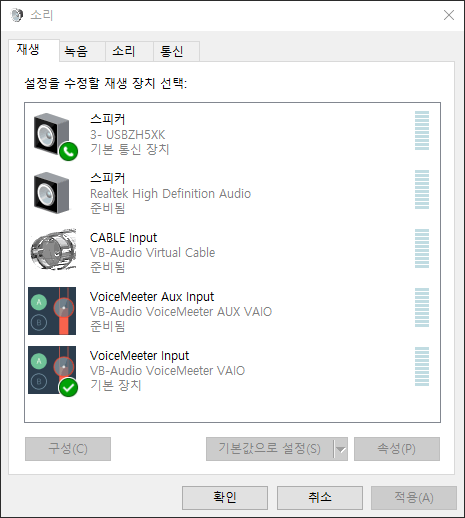 소리
재생
녹음
소리
통신
설정을 수정할 재생 장치 선택:
스피커
3- USBZH5XK
기본 통신 장치
스피커
Realtek High Definition Audio
준비됨
CABLE Input
VB-Audio Virtual Cable
준비됨
A
B
VoiceMeeter Aux Input
VB-Audio VoiceMeeter AUX VAIO
준비됨
A
B
VoiceMeeter Input
VB-Audio VoiceMeeter VAIO
기본 장치
구성(C)
기본값으로 설정(S)
속성(P)
확인
취소
적용(A)